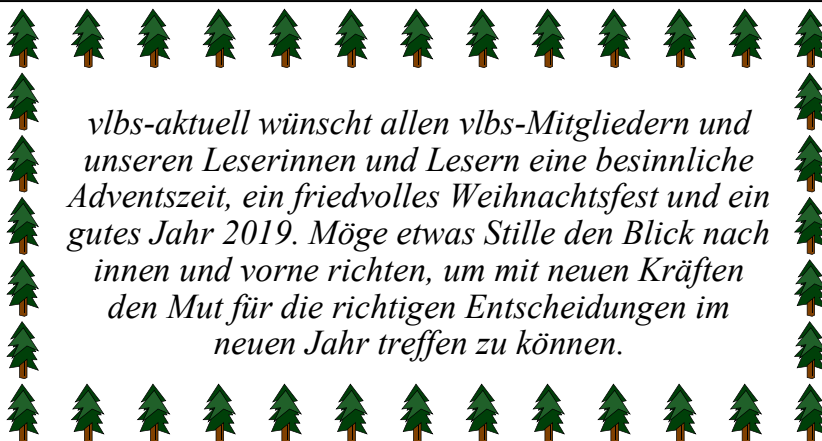 vlbs-aktuell wünscht allen vlbs-Mitgliedern und
unseren Leserinnen und Lesern eine besinnliche
Adventszeit, ein friedvolles Weihnachtsfest und ein
gutes Jahr 2019. Möge etwas Stille den Blick nach
innen und vorne richten, um mit neuen Kräften
den Mut für die richtigen Entscheidungen im
neuen Jahr treffen zu können.